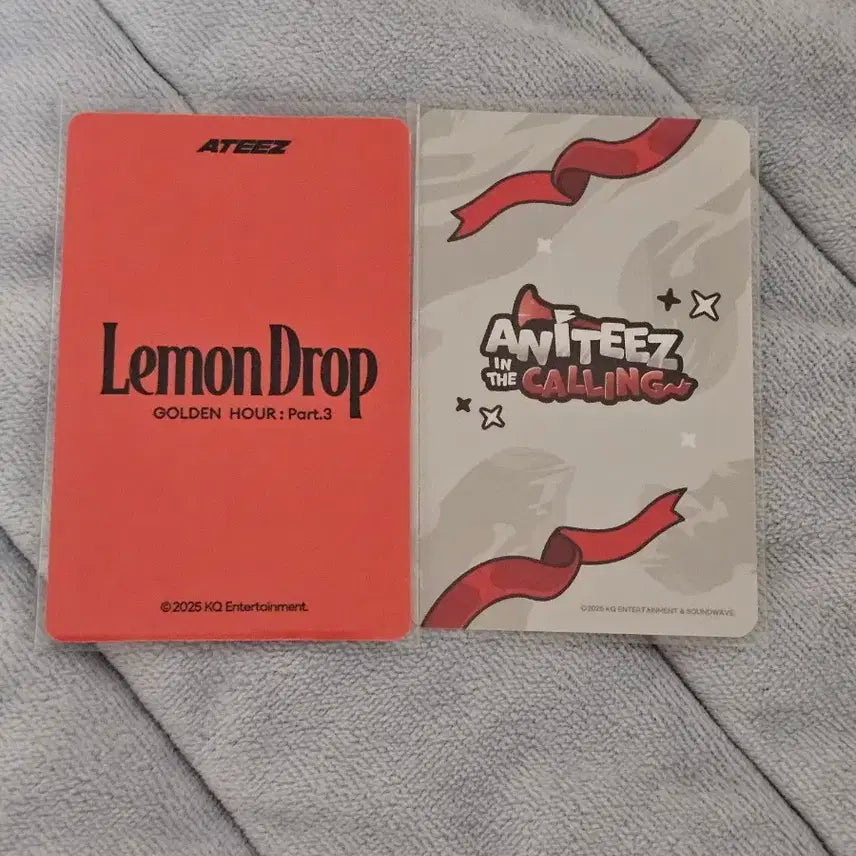 ATEEZ
Lemon Drop
GOLDEN HOUR : Part.3
© 2025 KQ Entertainment.
ANITEEZ
IN
THE CALLING
©2025 KQ ENTERTAINMENT & SOUNDWAVE.